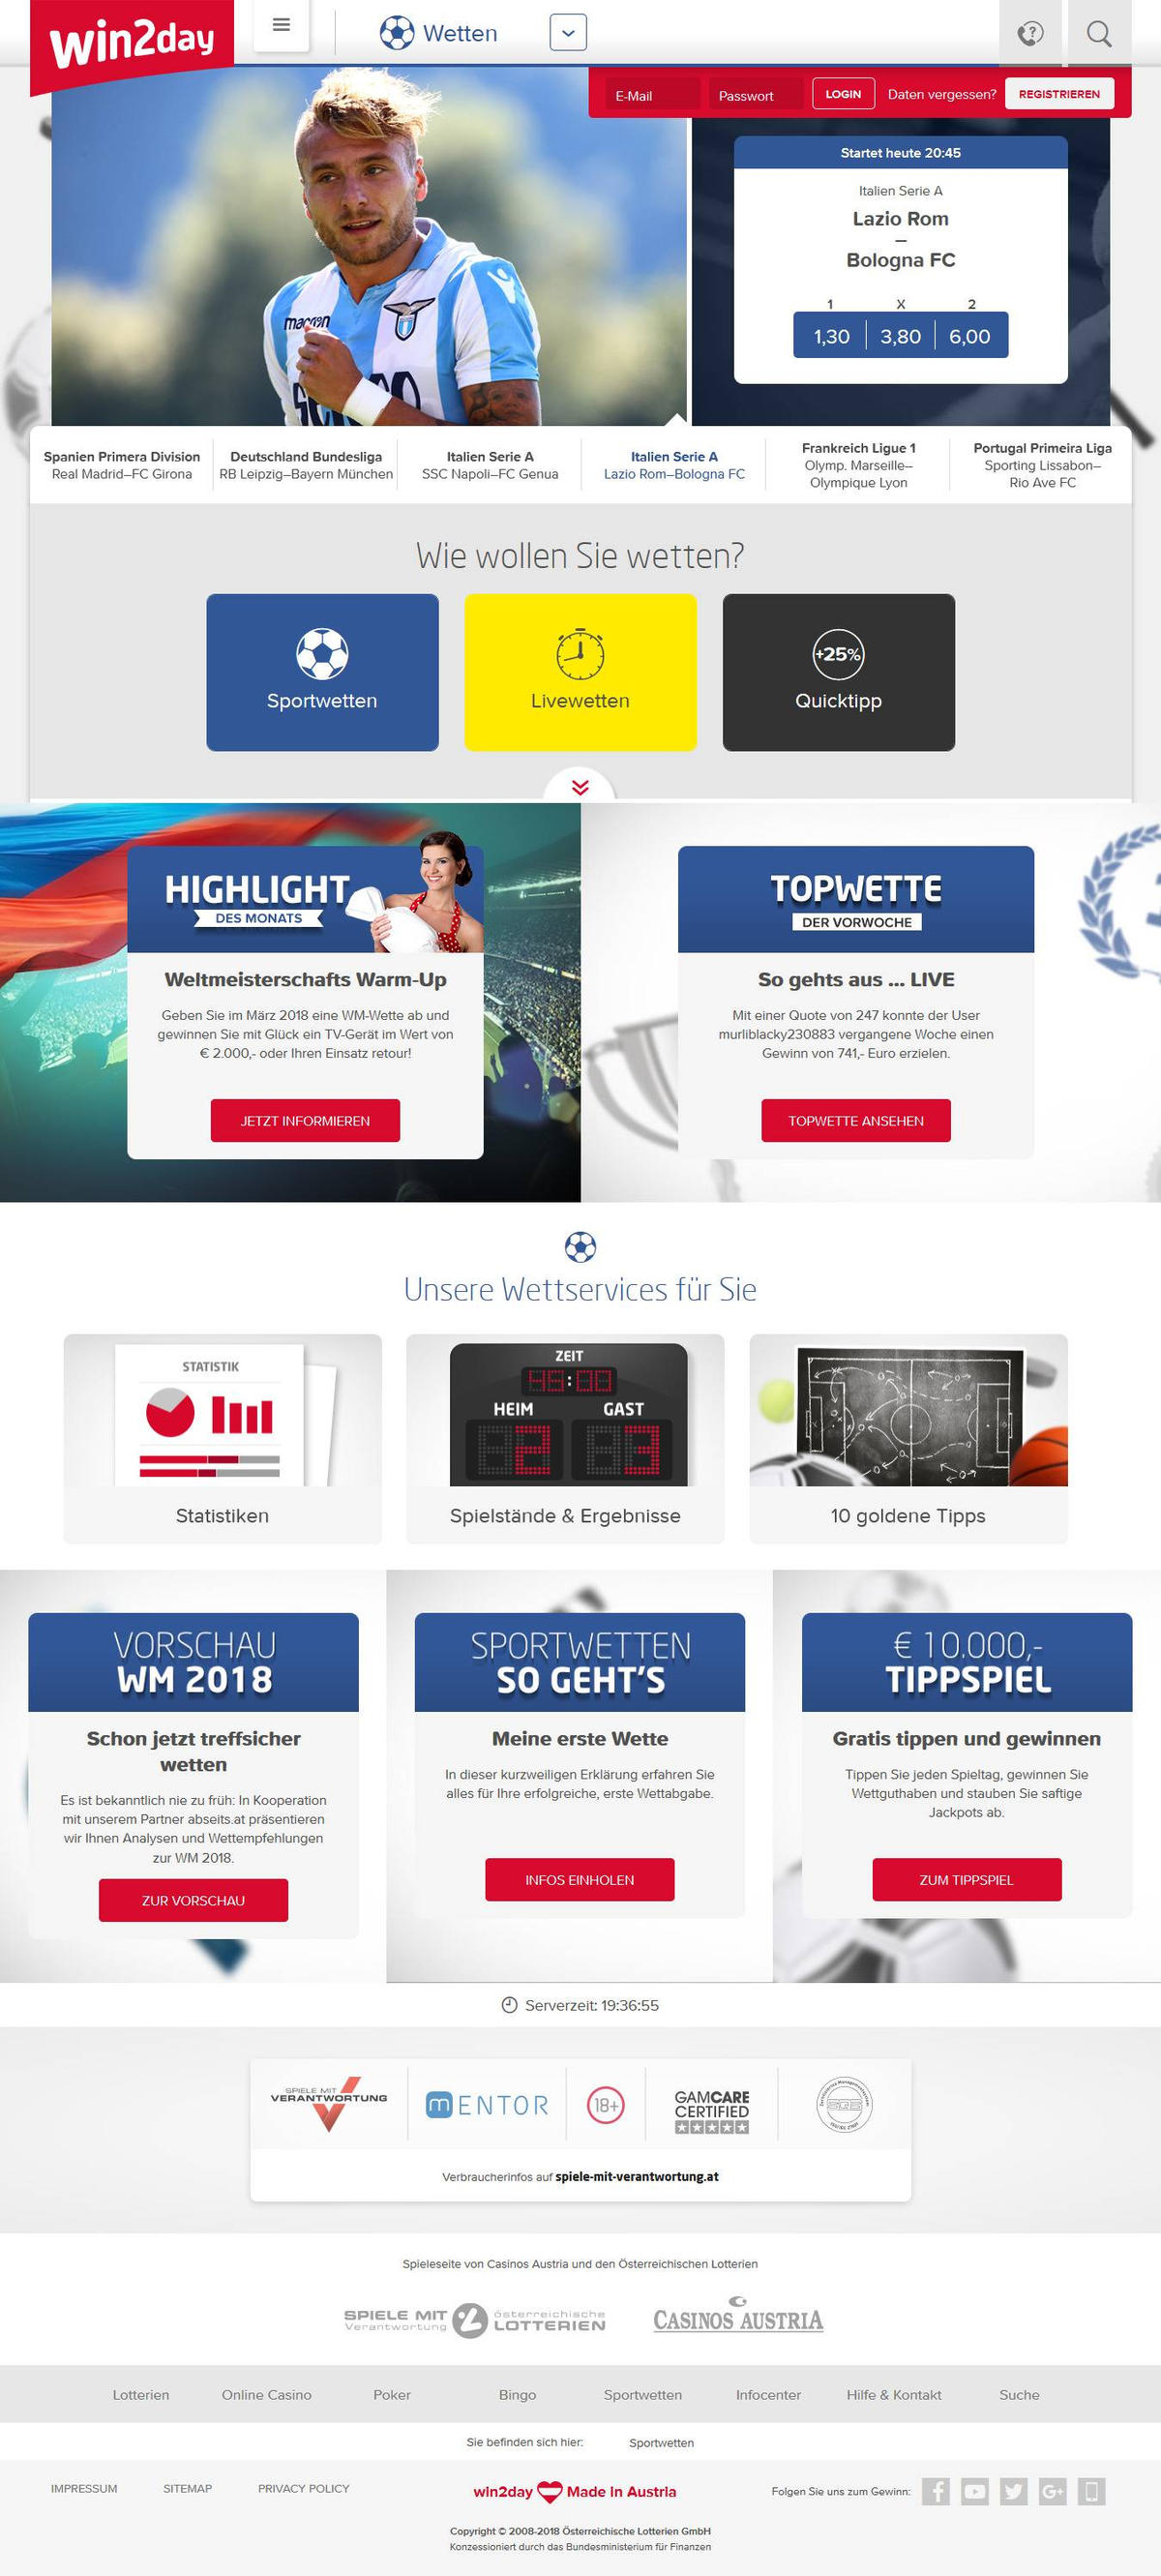 win2day
Wetten
E-Mail
Passwort
LOGIN
Daten vergessen?
REGISTRIEREN
Startet heute 20:45
Italien Serie A
Lazio Rom
–
Bologna FC
1 X 2
1,30 3,80 6,00
macron
Spanien Primera Division
Real Madrid–FC Girona
Deutschland Bundesliga
RB Leipzig–Bayern München
Italien Serie A
SSC Napoli–FC Genua
Italien Serie A
Lazio Rom–Bologna FC
Frankreich Ligue 1
Olymp. Marseille–
Olympique Lyon
Portugal Primeira Liga
Sporting Lissabon–
Rio Ave FC
Wie wollen Sie wetten?
Sportwetten
Livewetten
+25%
Quicktipp
HIGHLIGHT
DES MONATS
Weltmeisterschafts Warm-Up
Geben Sie im März 2018 eine WM-Wette ab und
gewinnen Sie mit Glück ein TV-Gerät im Wert von
€ 2.000,- oder Ihren Einsatz retour!
JETZT INFORMIEREN
TOPWETTE
DER VORWOCHE
So gehts aus ... LIVE
Mit einer Quote von 247 konnte der User
murliblacky230883 vergangene Woche einen
Gewinn von 741,- Euro erzielen.
TOPWETTE ANSEHEN
Unsere Wettservices für Sie
STATISTIK
Statistiken
ZEIT
45:00
HEIM GAST
2 3
Spielstände & Ergebnisse
10 goldene Tipps
VORSCHAU
WM 2018
Schon jetzt treffsicher
wetten
Es ist bekanntlich nie zu früh: In Kooperation
mit unserem Partner abseits.at präsentieren
wir Ihnen Analysen und Wettempfehlungen
zur WM 2018.
ZUR VORSCHAU
SPORTWETTEN
SO GEHT'S
Meine erste Wette
In dieser kurzweiligen Erklärung erfahren Sie
alles für Ihre erfolgreiche, erste Wettabgabe.
INFOS EINHOLEN
€ 10.000,-
TIPPSPIEL
Gratis tippen und gewinnen
Tippen Sie jeden Spieltag, gewinnen Sie
Wettguthaben und stauben Sie saftige
Jackpots ab.
ZUM TIPPSPIEL
Serverzeit: 19:36:55
SPIELE MIT
VERANTWORTUNG
mENTOR
18+
GAMCARE
CERTIFIED
SGS
Verbraucherinfos auf spiele-mit-verantwortung.at
Spieleseite von Casinos Austria und den Österreichischen Lotterien
SPIELE MIT
Verantwortung
österreichische
LOTTERIEN
CASINOS AUSTRIA
Lotterien
Online Casino
Poker
Bingo
Sportwetten
Infocenter
Hilfe & Kontakt
Suche
Sie befinden sich hier: Sportwetten
IMPRESSUM
SITEMAP
PRIVACY POLICY
win2day Made in Austria
Folgen Sie uns zum Gewinn:
G+
Copyright © 2008-2018 Österreichische Lotterien GmbH
Konzessioniert durch das Bundesministerium für Finanzen